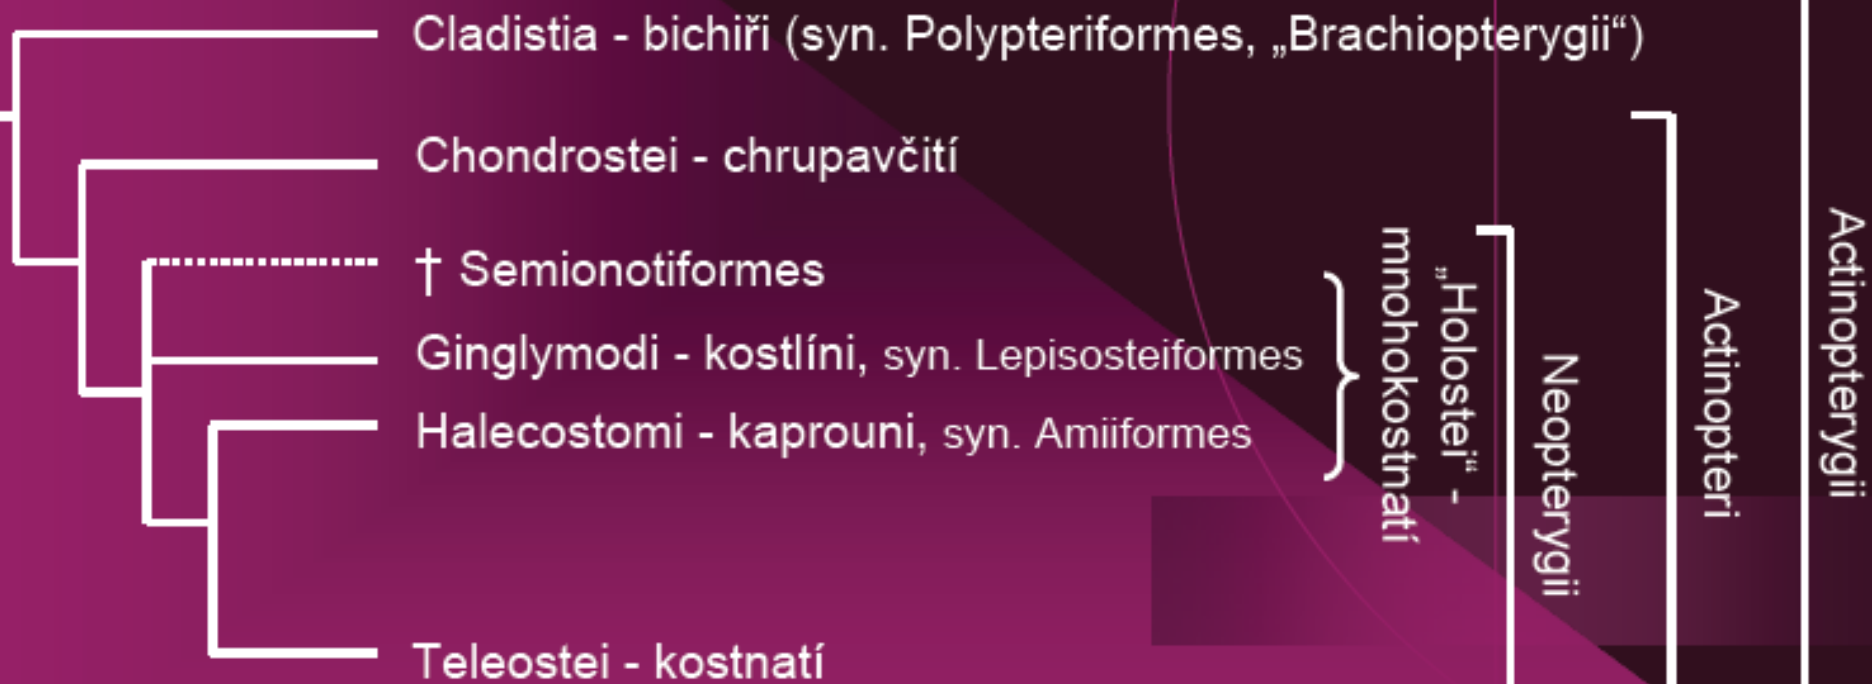 Cladistia - bichiři (syn. Polypteriformes, „Brachiopterygii“)
Chondrostei - chrupavčití
† Semionotiformes
Ginglymodi - kostlíni, syn. Lepisosteiformes
Halecostomi - kaprouni, syn. Amiiformes
Teleostei - kostnatí
„Holostei“ -
mnohokostnatí
Neopterygii
Actinopteri
Actinopterygii